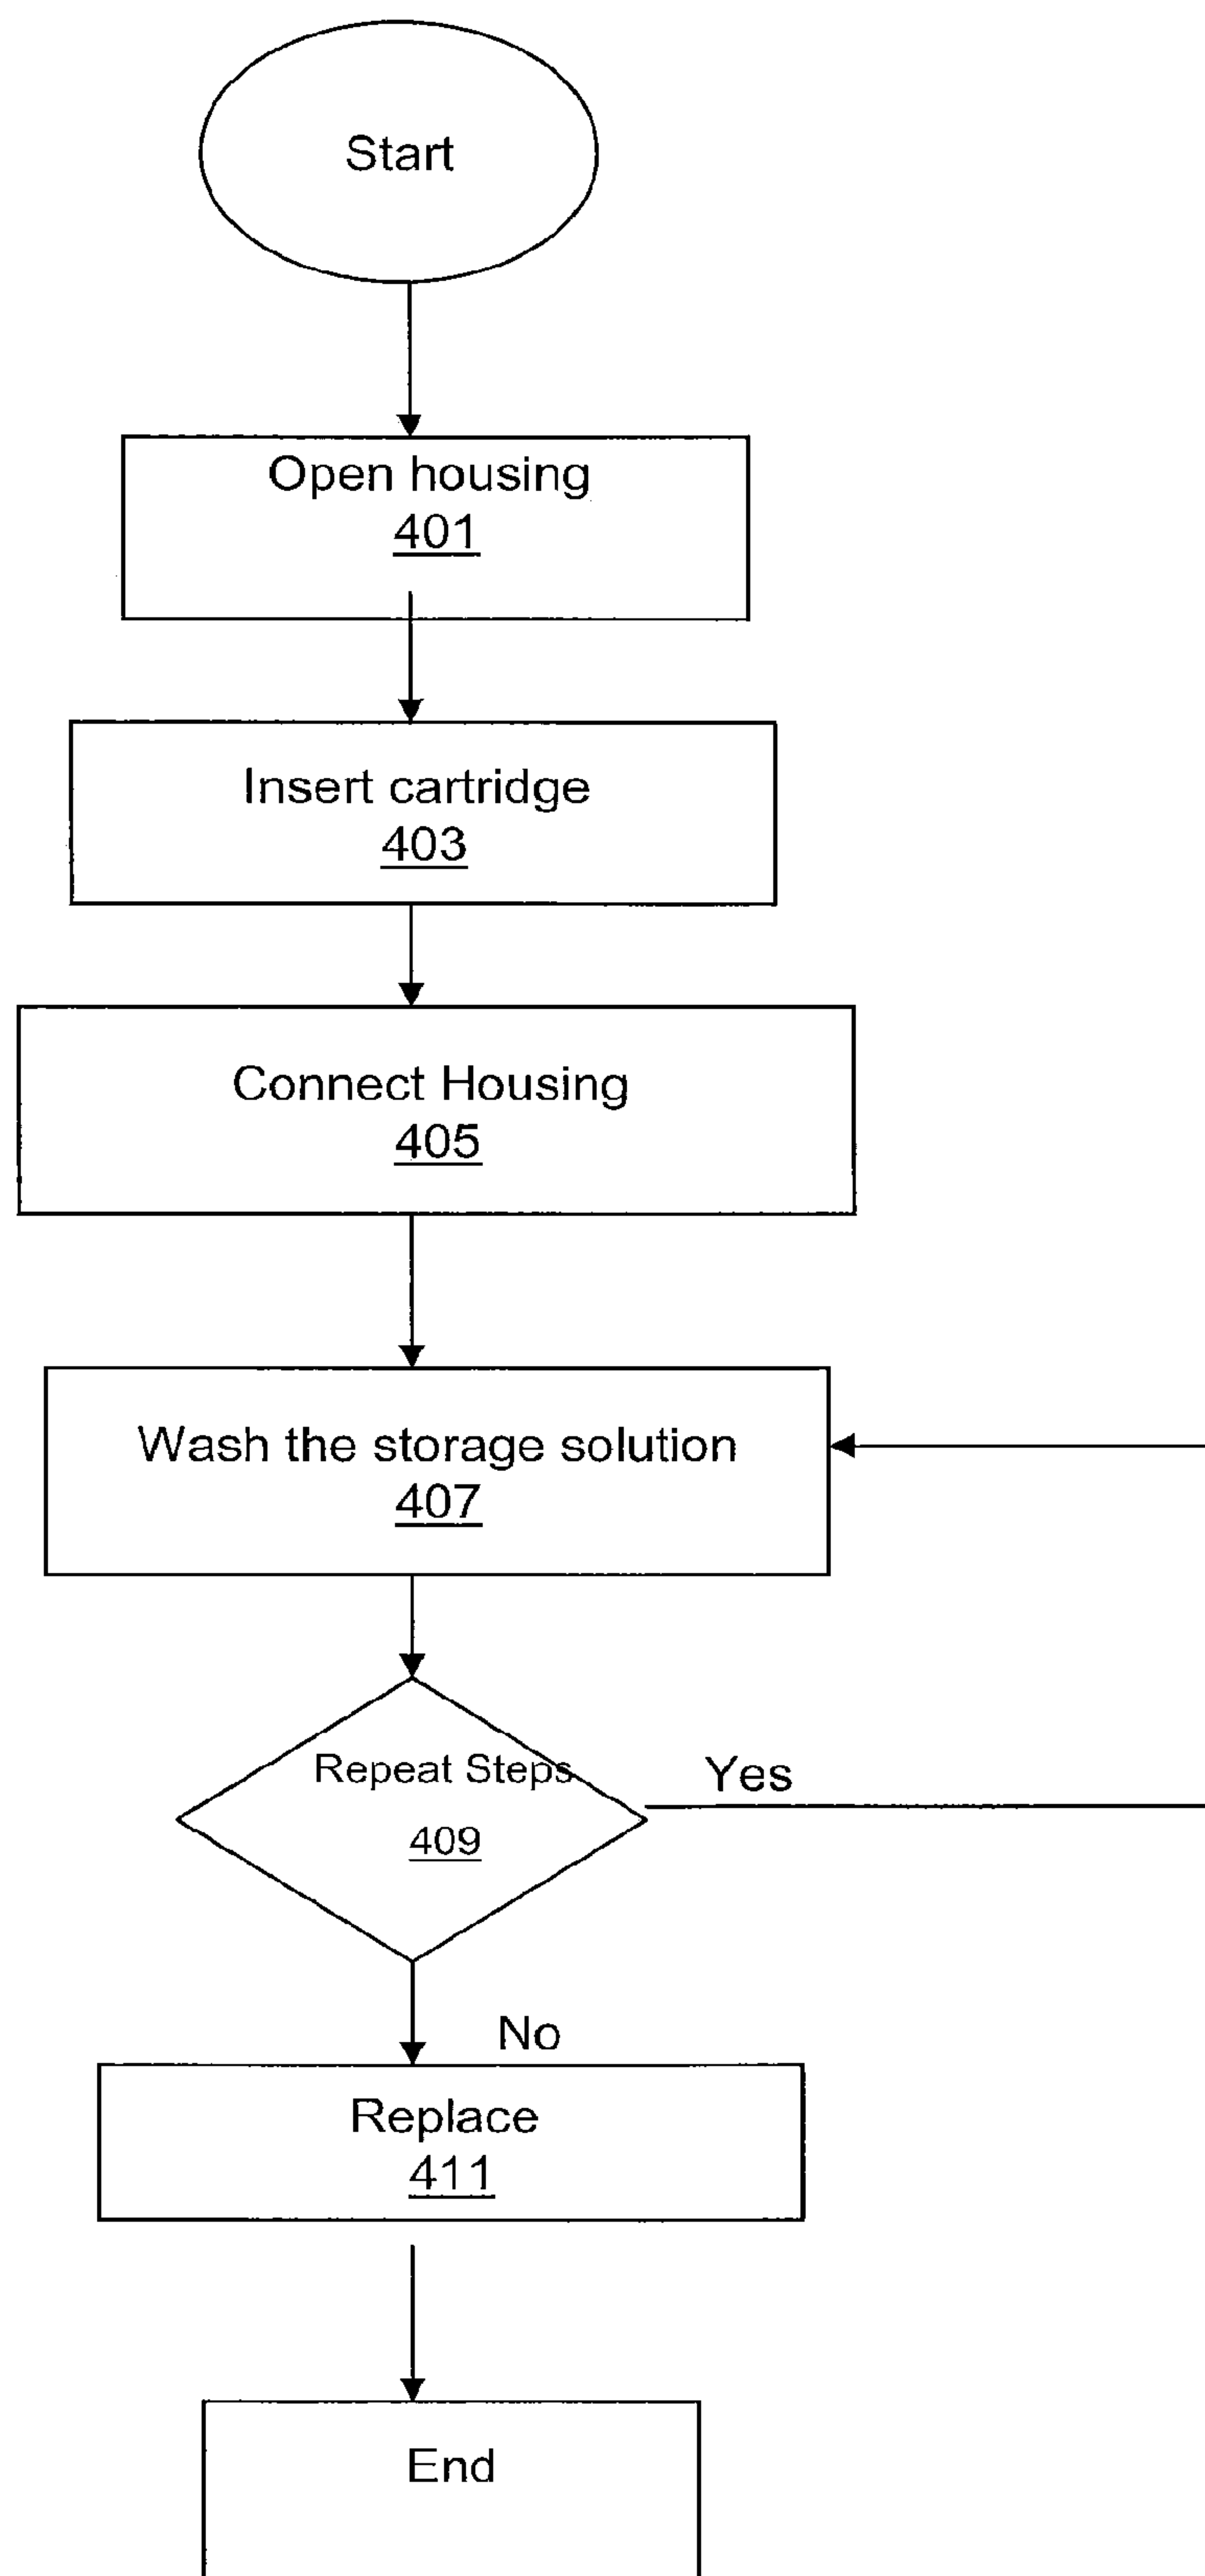 Start
Open housing
401
Insert cartridge
403
Connect Housing
405
Wash the storage solution
407
Repeat Steps
409
Yes
No
Replace
411
End